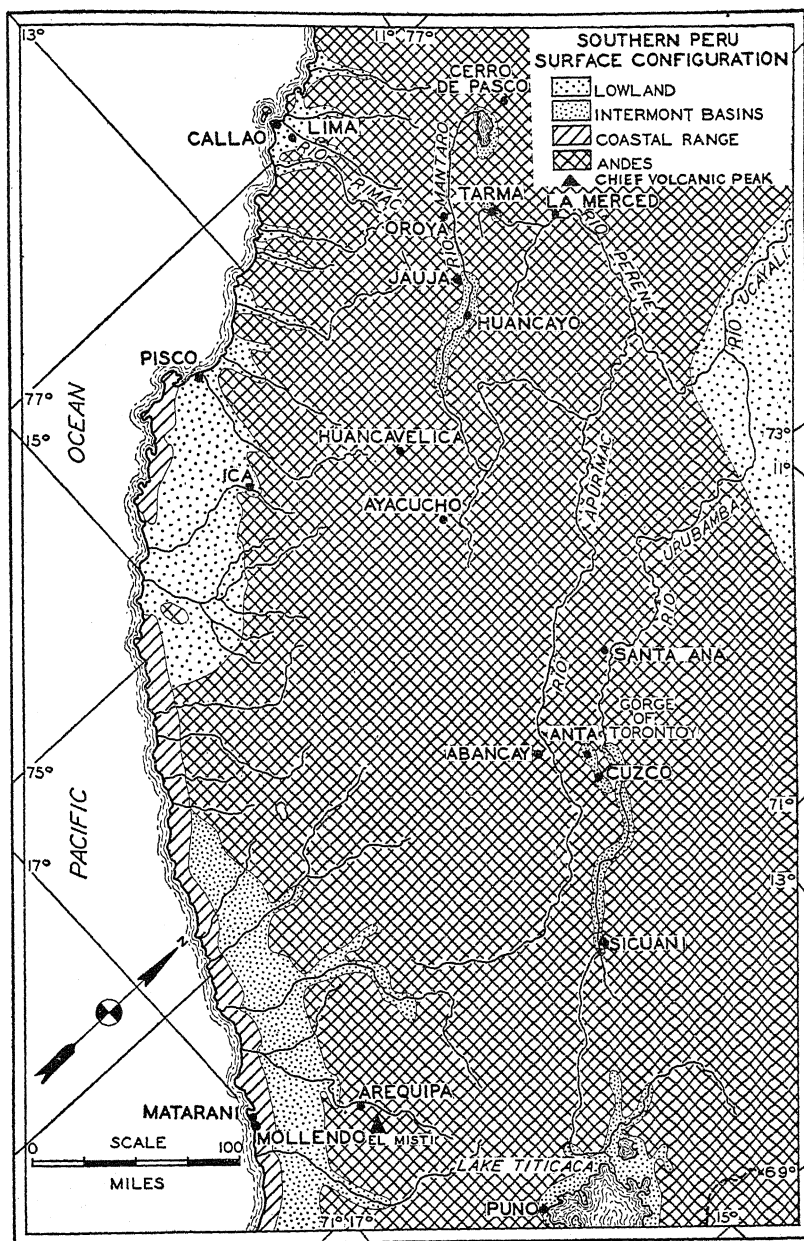 SOUTHERN PERU
SURFACE CONFIGURATION
LOWLAND
INTERMONT BASINS
COASTAL RANGE
ANDES
CHIEF VOLCANIC PEAK
13°
11° 77°
CERRO
DE PASCO
CALLAO
LIMA
RIMAC
RIO MANTARO
TARMA
LA MERCED
OROYA
RIO PERENE
JAUJA
RIO UCAYALI
HUANCAYO
PISCO
77°
15°
OCEAN
73°
11°
HUANCAVELICA
ICA
AYACUCHO
RIO APURIMAC
RIO URUBAMBA
SANTA ANA
GORGE
OF
TORONTOY
ANTA
ABANCAY
CUZCO
75°
17°
PACIFIC
71°
13°
N
SICUANI
AREQUIPA
MATARANI
MOLLENDO
EL MISTI
0 SCALE 100
MILES
LAKE TITICACA
69°
PUNO
71° 17°
15°